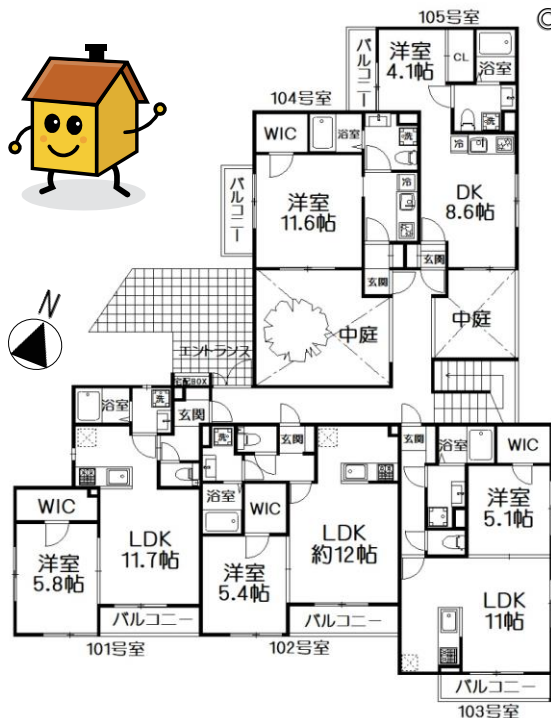 105号室
バルコニー
洋室
4.1帖
CL
浴室
洗
104号室
WIC
浴室
洗
冷
バルコニー
洋室
11.6帖
冷
DK
8.6帖
玄関
玄関
中庭
中庭
N
エントランス
宅配BOX
浴室
洗
玄関
洗
玄関
玄関
浴室
WIC
WIC
浴室
WIC
洋室
5.1帖
洗
LDK
11.7帖
洋室
5.8帖
LDK
約12帖
洋室
5.4帖
LDK
11帖
バルコニー
バルコニー
101号室
102号室
バルコニー
103号室